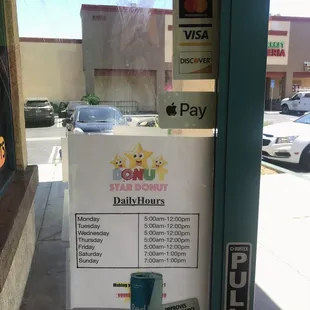 VISA
DISCOVER
Pay
DONUT
STAR DONUT
DailyHours
Monday 5:00am-12:00pm
Tuesday 5:00am-12:00pm
Wednesday 5:00am-12:00pm
Thursday 5:00am-12:00pm
Friday 5:00am-12:00pm
Saturday 7:00am-1:00pm
Sunday 7:00am-1:00pm
PULL